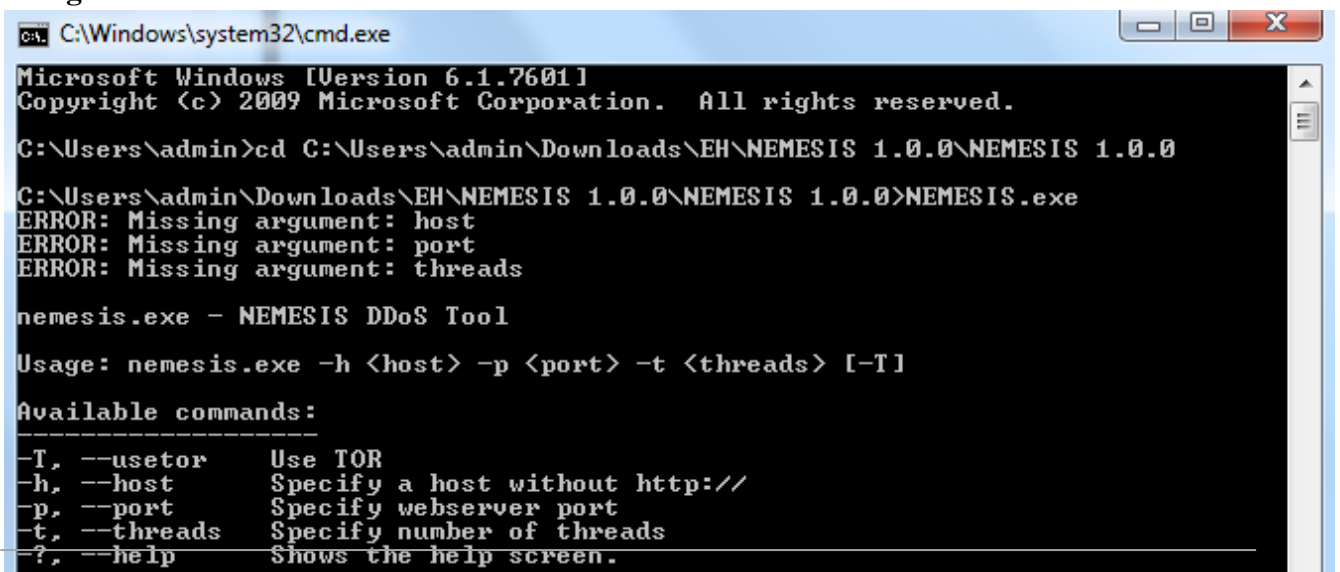 C:\Windows\system32\cmd.exe
Microsoft Windows [Version 6.1.7601]
Copyright (c) 2009 Microsoft Corporation.  All rights reserved.
C:\Users\admin>cd C:\Users\admin\Downloads\EH\NEMESIS 1.0.0\NEMESIS 1.0.0
C:\Users\admin\Downloads\EH\NEMESIS 1.0.0\NEMESIS 1.0.0>NEMESIS.exe
ERROR: Missing argument: host
ERROR: Missing argument: port
ERROR: Missing argument: threads
nemesis.exe - NEMESIS DDoS Tool
Usage: nemesis.exe -h <host> -p <port> -t <threads> [-T]
Available commands:
-------------------
-T, --usetor    Use TOR
-h, --host      Specify a host without http://
-p, --port      Specify webserver port
-t, --threads   Specify number of threads
-?, --help      Shows the help screen.